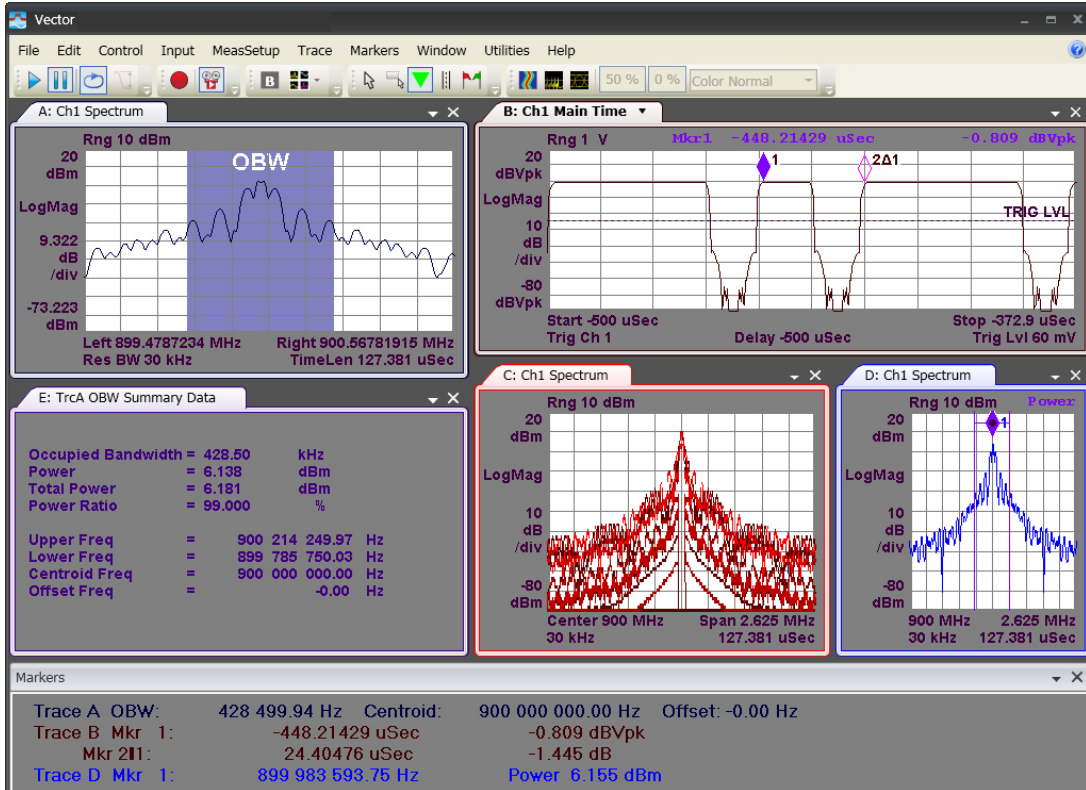 Vector
File Edit Control Input MeasSetup Trace Markers Window Utilities Help
B 50 % 0 % Color Normal
A: Ch1 Spectrum
Rng 10 dBm
20
dBm
LogMag
9.322
dB
/div
-73.223
dBm
OBW
Left 899.4787234 MHz Right 900.56781915 MHz
Res BW 30 kHz TimeLen 127.381 uSec
B: Ch1 Main Time
Rng 1 V Mkr1 -448.21429 uSec -0.809 dBVpk
20
dBVpk
LogMag
10
dB
/div
-80
dBVpk
1
2Δ1
TRIG LVL
Start -500 uSec Stop -372.9 uSec
Trig Ch 1 Delay -500 uSec Trig Lvl 60 mV
E: TrcA OBW Summary Data
Occupied Bandwidth = 428.50 kHz
Power = 6.138 dBm
Total Power = 6.181 dBm
Power Ratio = 99.000 %
Upper Freq = 900 214 249.97 Hz
Lower Freq = 899 785 750.03 Hz
Centroid Freq = 900 000 000.00 Hz
Offset Freq = -0.00 Hz
C: Ch1 Spectrum
Rng 10 dBm
20
dBm
LogMag
10
dB
/div
-80
dBm
Center 900 MHz Span 2.625 MHz
30 kHz 127.381 uSec
D: Ch1 Spectrum
Rng 10 dBm Power
20
dBm
LogMag
10
dB
/div
-80
dBm
1
900 MHz 2.625 MHz
30 kHz 127.381 uSec
Markers
Trace A OBW: 428 499.94 Hz Centroid: 900 000 000.00 Hz Offset: -0.00 Hz
Trace B Mkr 1: -448.21429 uSec -0.809 dBVpk
Mkr 2‖1: 24.40476 uSec -1.445 dB
Trace D Mkr 1: 899 983 593.75 Hz Power 6.155 dBm